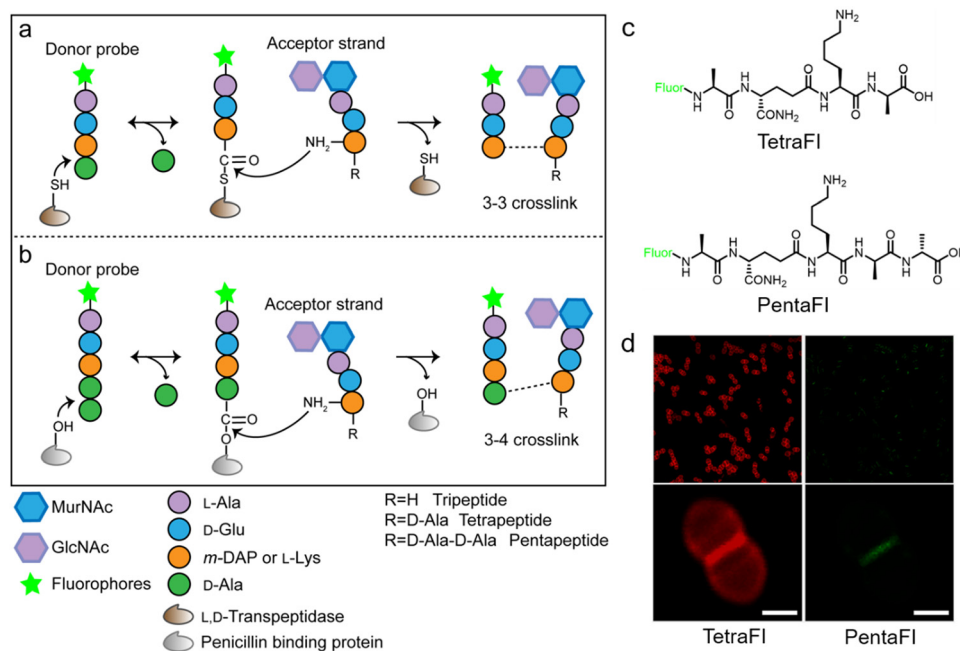 a
Donor probe
Acceptor strand
SH
C=O
S
NH₂
R
SH
3-3 crosslink
b
Donor probe
Acceptor strand
OH
C=O
O
NH₂
R
OH
3-4 crosslink
MurNAc
GlcNAc
Fluorophores
L-Ala
D-Glu
m-DAP or L-Lys
D-Ala
L,D-Transpeptidase
Penicillin binding protein
R=H Tripeptide
R=D-Ala Tetrapeptide
R=D-Ala-D-Ala Pentapeptide
c
NH₂
Fluor
N
H
O
H
N
CONH₂
O
N
H
O
H
N
O
OH
TetraFl
NH₂
Fluor
N
H
O
H
N
CONH₂
O
N
H
O
H
N
O
N
H
O
PentaFl
d
TetraFl
PentaFl